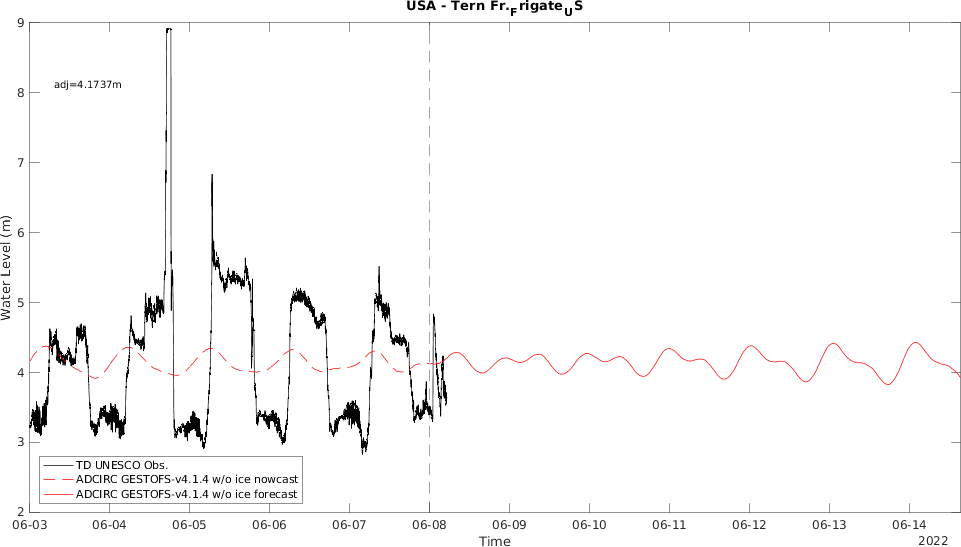 USA - Tern Fr.FrigateUS
9
adj=4.1737m
8
7
6
5
4
3
2
Water Level (m)
TD UNESCO Obs.
ADCIRC GESTOFS-v4.1.4 w/o ice nowcast
ADCIRC GESTOFS-v4.1.4 w/o ice forecast
06-03 06-04 06-05 06-06 06-07 06-08 06-09 06-10 06-11 06-12 06-13 06-14
Time
2022